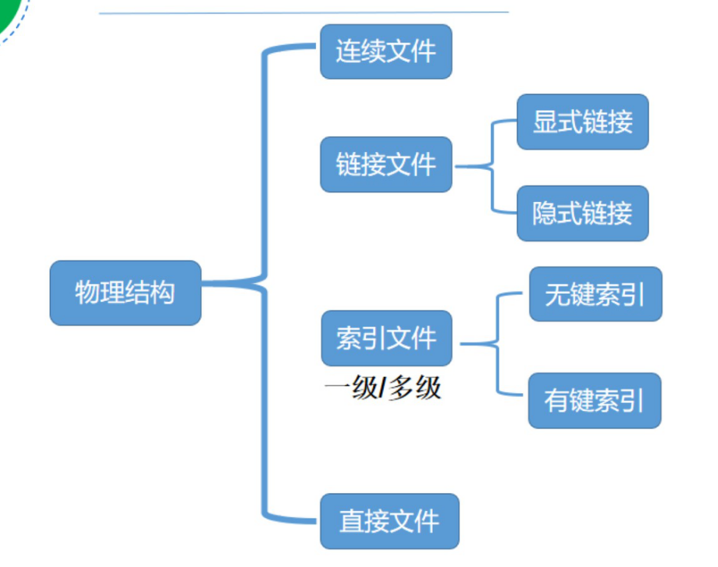 连续文件
显式链接
链接文件
隐式链接
物理结构
无键索引
索引文件
一级/多级
有键索引
直接文件